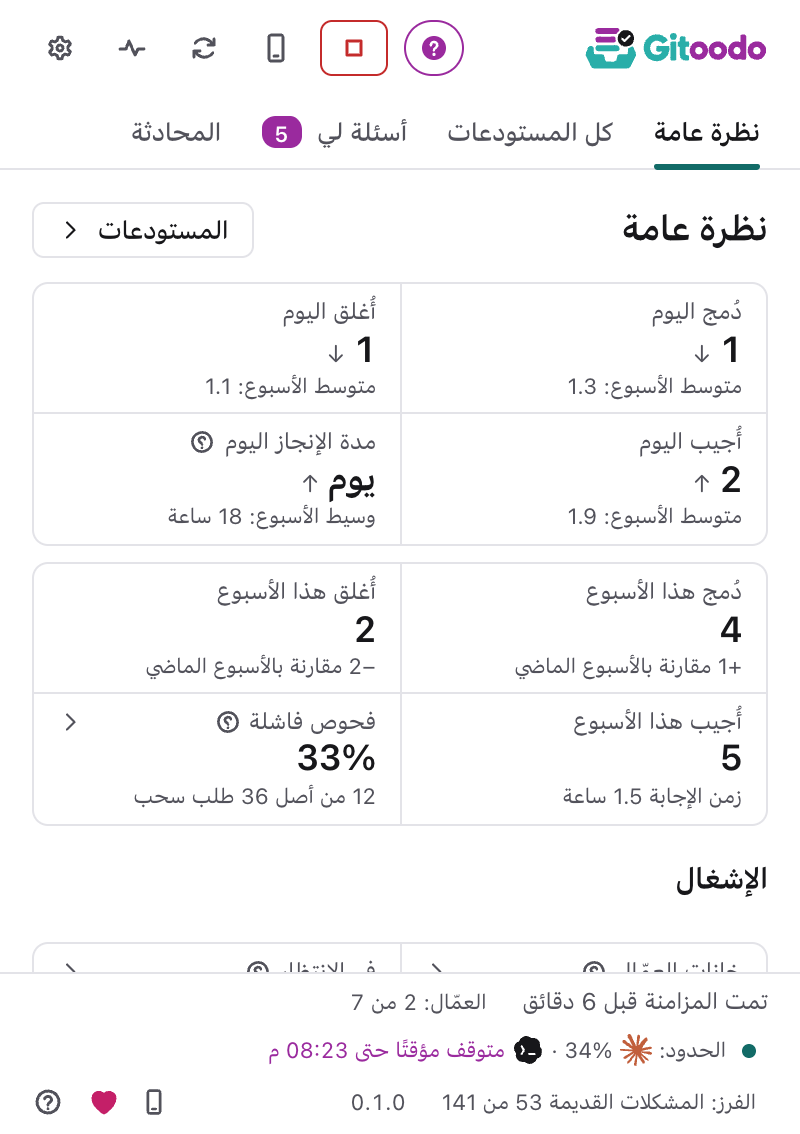 Gitoodo
نظرة عامة
كل المستودعات
أسئلة لي 5
المحادثة
نظرة عامة
المستودعات
دُمج اليوم
1 ↓
متوسط الأسبوع: 1.3
أُغلق اليوم
1 ↓
متوسط الأسبوع: 1.1
أُجيب اليوم
2 ↑
متوسط الأسبوع: 1.9
مدة الإنجاز اليوم
يوم ↑
وسيط الأسبوع: 18 ساعة
دُمج هذا الأسبوع
4
+1 مقارنة بالأسبوع الماضي
أُغلق هذا الأسبوع
2
−2 مقارنة بالأسبوع الماضي
أُجيب هذا الأسبوع
5
زمن الإجابة 1.5 ساعة
فحوص فاشلة
33%
12 من أصل 36 طلب سحب
الإشغال
خانات العمّال
في الانتظار
تمت المزامنة قبل 6 دقائق
العمّال: 2 من 7
الحدود: 34% · متوقف مؤقتًا حتى 08:23 م
الفرز: المشكلات القديمة 53 من 141
0.1.0